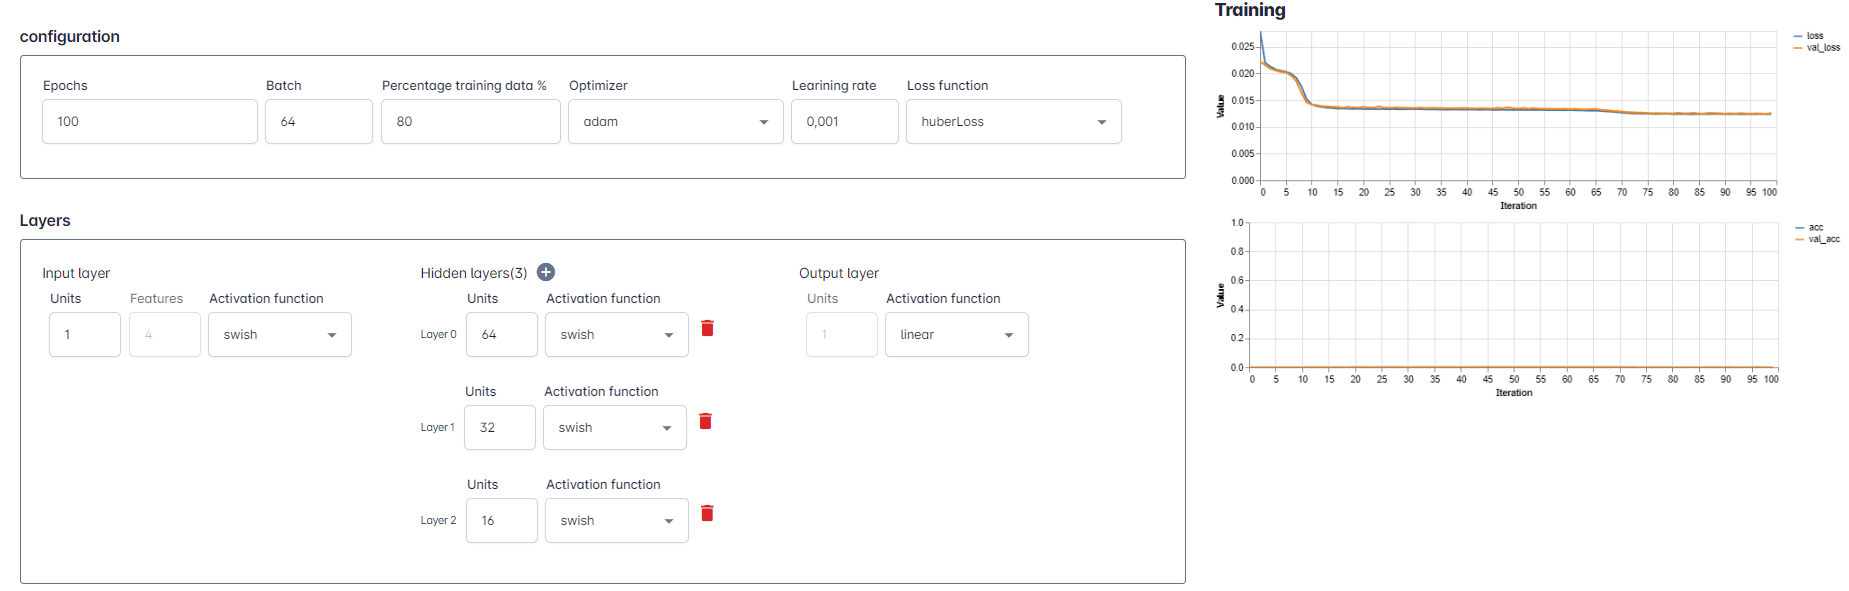 configuration
Epochs Batch Percentage training data % Optimizer Learining rate Loss function
100 64 80 adam 0,001 huberLoss
Layers
Input layer Hidden layers(3) Output layer
Units Features Activation function Units Activation function Units Activation function
1 4 swish Layer 0 64 swish 1 linear
Units Activation function
Layer 1 32 swish
Units Activation function
Layer 2 16 swish
Training
loss
val_loss
0.025
0.020
0.015
0.010
0.005
0.000
Value
0 5 10 15 20 25 30 35 40 45 50 55 60 65 70 75 80 85 90 95 100
Iteration
acc
val_acc
1.0
0.8
0.6
0.4
0.2
0.0
Value
0 5 10 15 20 25 30 35 40 45 50 55 60 65 70 75 80 85 90 95 100
Iteration